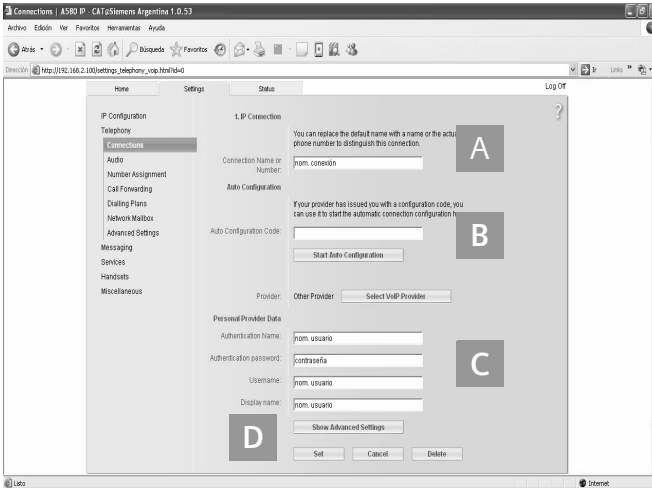 Connections | A580 IP - CAT@Siemens Argentina 1.0.53
Archivo Edición Ver Favoritos Herramientas Ayuda
Atrás Búsqueda Favoritos
Dirección http://192.168.2.100/settings_telephony_voip.html?id=0 Ir Links »
Home Settings Status Log Off
IP Configuration
Telephony
Connections
Audio
Number Assignment
Call Forwarding
Dialling Plans
Network Mailbox
Advanced Settings
Messaging
Services
Handsets
Miscellaneous
1. IP Connection
?
You can replace the default name with a name or the actua
phone number to distinguish this connection.
A
Connection Name or
Number:
nom. conexión
Auto Configuration
If your provider has issued you with a configuration code, you
can use it to start the automatic connection configuration h
B
Auto Configuration Code:
Start Auto Configuration
Provider: Other Provider Select VoIP Provider
Personal Provider Data
Authentication Name: nom. usuario
Authentication password: contraseña
C
Username: nom. usuario
Display name: nom. usuario
D
Show Advanced Settings
Set Cancel Delete
Listo Internet